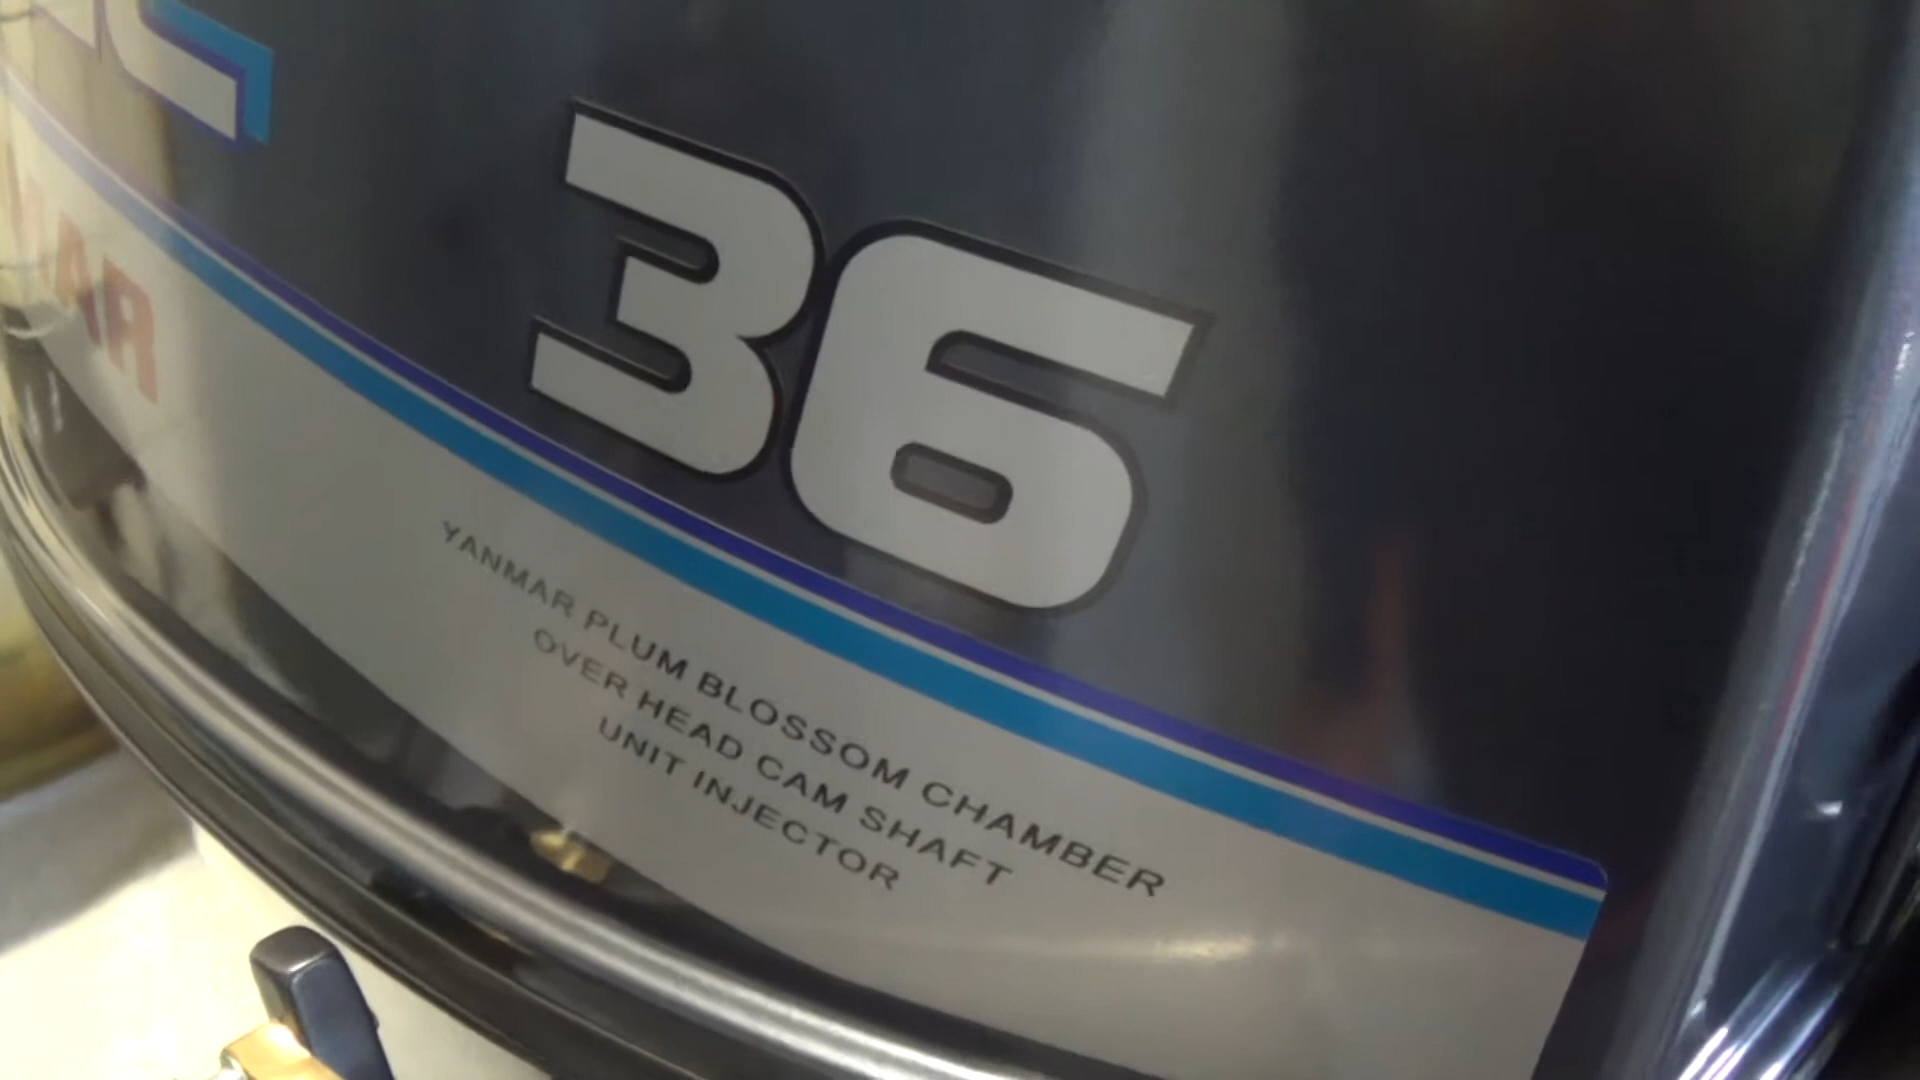 36
YANMAR PLUM BLOSSOM CHAMBER
OVER HEAD CAM SHAFT
UNIT INJECTOR